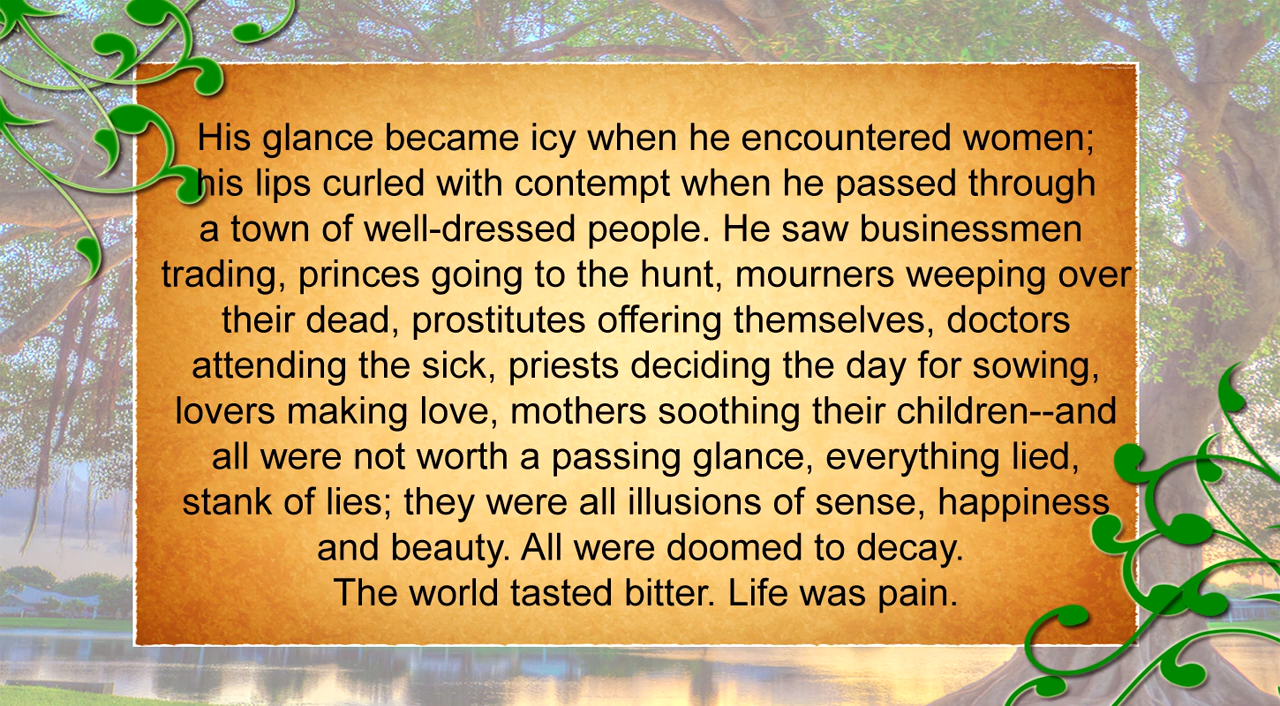 His glance became icy when he encountered women;
his lips curled with contempt when he passed through
a town of well-dressed people. He saw businessmen
trading, princes going to the hunt, mourners weeping over
their dead, prostitutes offering themselves, doctors
attending the sick, priests deciding the day for sowing,
lovers making love, mothers soothing their children--and
all were not worth a passing glance, everything lied,
stank of lies; they were all illusions of sense, happiness
and beauty. All were doomed to decay.
The world tasted bitter. Life was pain.